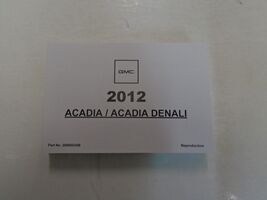 GMC
2012
ACADIA / ACADIA DENALI
Part No.
Reproduction